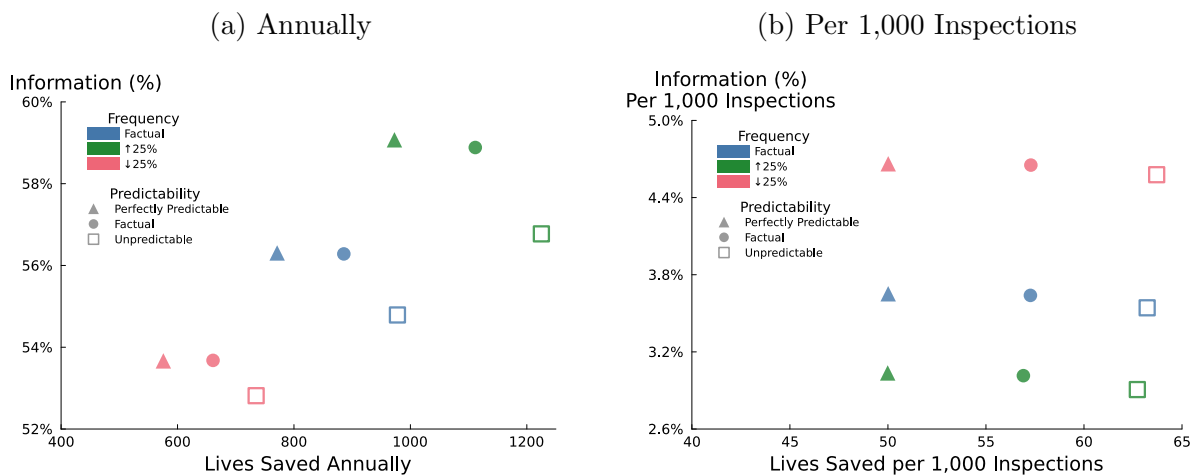 (a) Annually
Information (%)
60%
58%
56%
54%
52%
Frequency
Factual
↑25%
↓25%
Predictability
Perfectly Predictable
Factual
Unpredictable
400 600 800 1000 1200
Lives Saved Annually
(b) Per 1,000 Inspections
Information (%)
Per 1,000 Inspections
5.0%
4.4%
3.8%
3.2%
2.6%
Frequency
Factual
↑25%
↓25%
Predictability
Perfectly Predictable
Factual
Unpredictable
40 45 50 55 60 65
Lives Saved per 1,000 Inspections